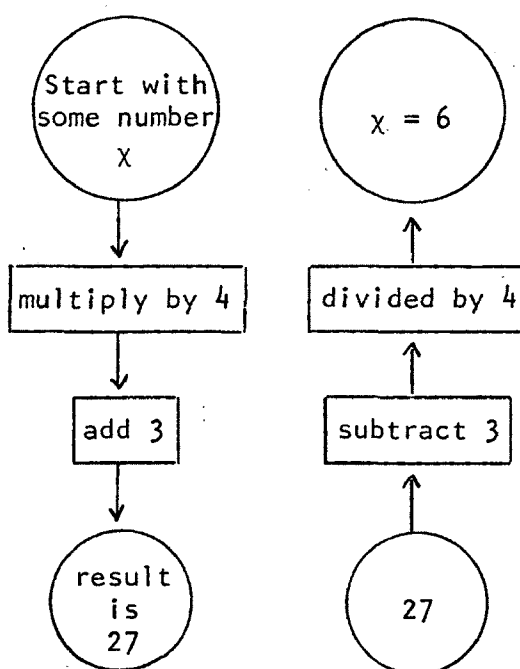 Start with
some number
χ
multiply by 4
add 3
result
is
27
χ = 6
divided by 4
subtract 3
27